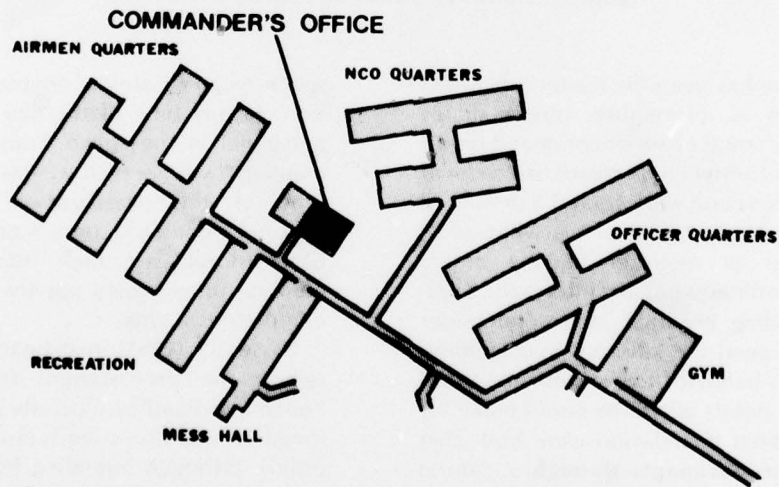 COMMANDER'S OFFICE
AIRMEN QUARTERS
NCO QUARTERS
OFFICER QUARTERS
RECREATION
GYM
MESS HALL